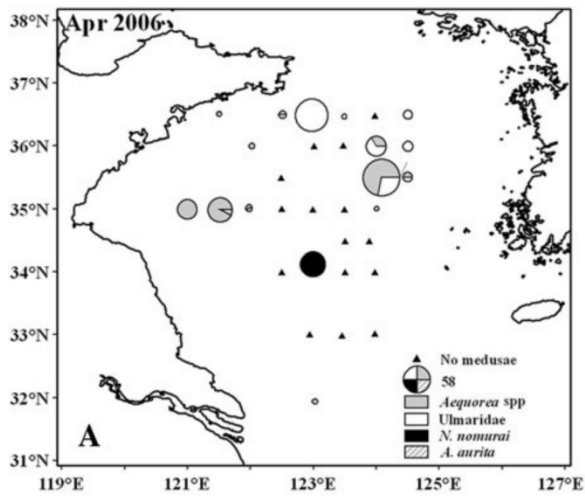 Apr 2006
38°N
37°N
36°N
35°N
34°N
33°N
32°N
31°N
A
No medusae
58
Aequorea spp
Ulmaridae
N. nomurai
A. aurita
119°E
121°E
123°E
125°E
127°E